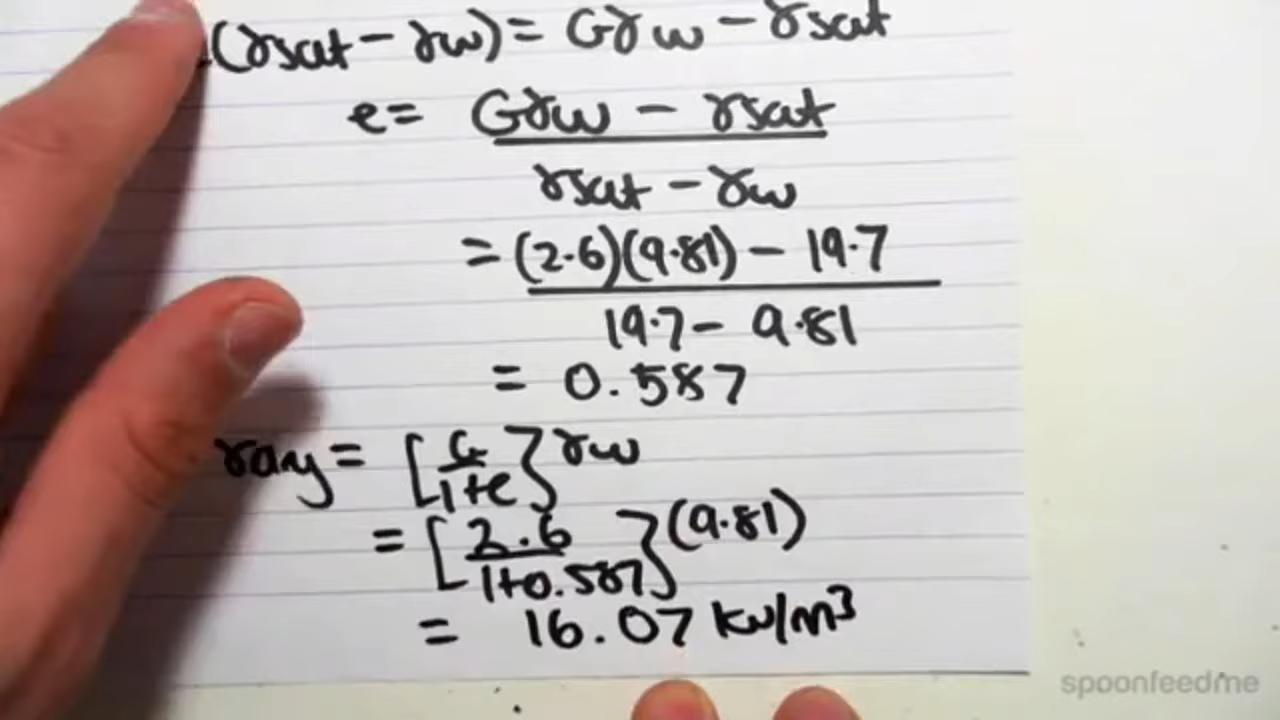 (γsat − γw) = Gγw − γsat
e = Gγw − γsat
γsat − γw
= (2.6)(9.81) − 19.7
19.7 − 9.81
= 0.587
γdry = [G/1+e] γw
= [2.6/1+0.587] (9.81)
= 16.07 kN/m³
spoonfeedme